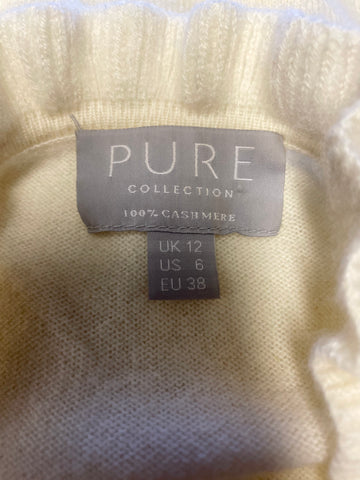 PURE
COLLECTION
100% CASHMERE
UK 12
US 6
EU 38